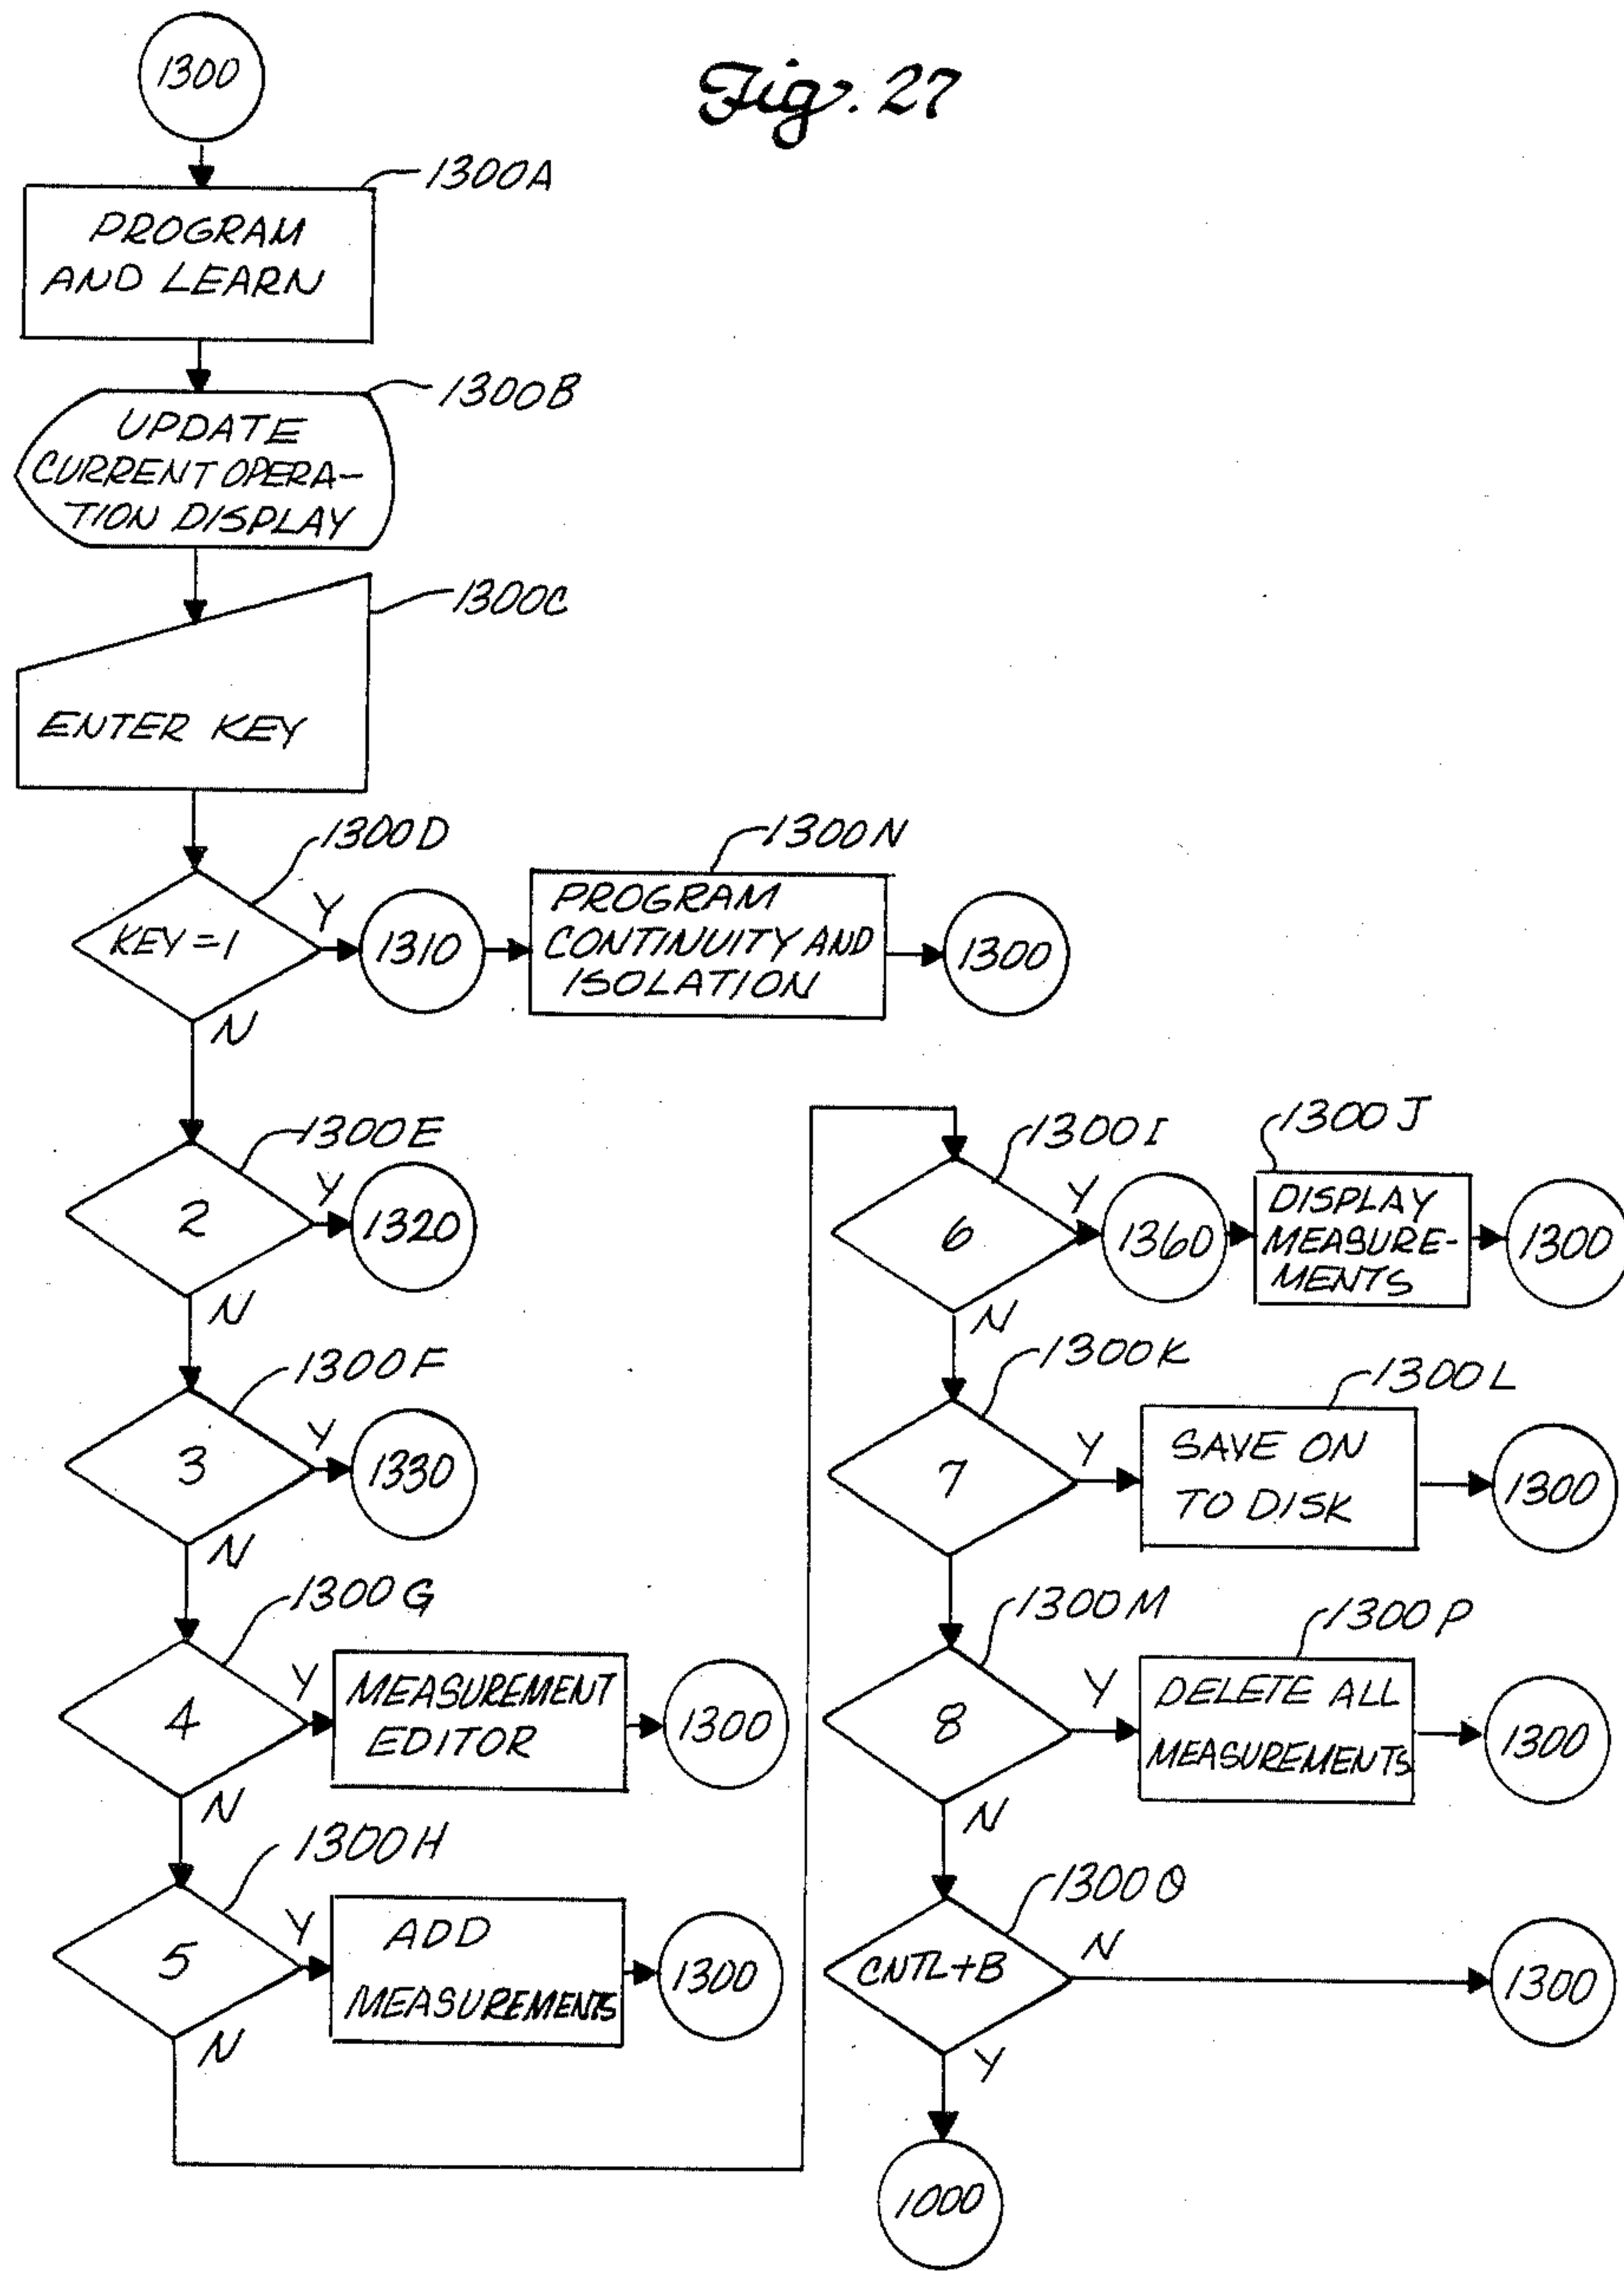 Fig. 27
1300
1300A
PROGRAM
AND LEARN
1300B
UPDATE
CURRENT OPERA-
TION DISPLAY
1300C
ENTER KEY
1300D
KEY=1
Y
N
1310
1300N
PROGRAM
CONTINUITY AND
ISOLATION
1300
1300E
2
Y
N
1320
1300F
3
Y
N
1330
1300G
4
Y
N
MEASUREMENT
EDITOR
1300
1300H
5
Y
N
ADD
MEASUREMENTS
1300
1300I
6
Y
N
1360
1300J
DISPLAY
MEASURE-
MENTS
1300
1300K
7
Y
1300L
SAVE ON
TO DISK
1300
1300M
8
Y
N
1300P
DELETE ALL
MEASUREMENTS
1300
1300O
CNTL+B
N
1300
Y
1000